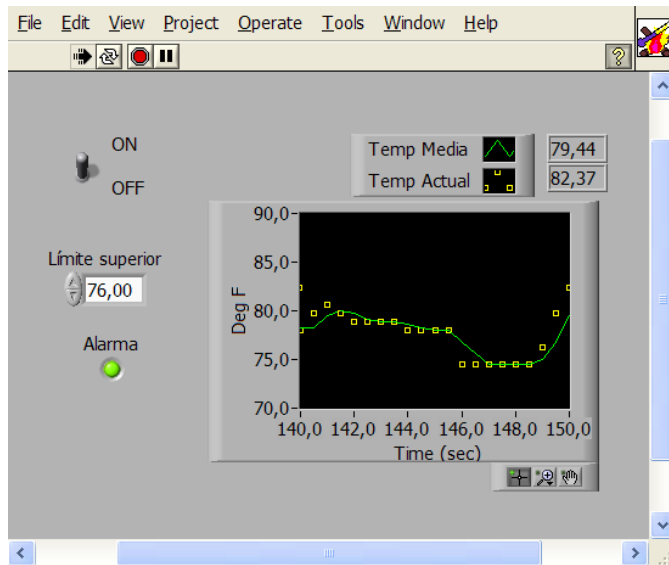 File Edit View Project Operate Tools Window Help
?
ON
OFF
Temp Media 79,44
Temp Actual 82,37
Límite superior
76,00
Alarma
90,0
85,0
80,0
75,0
70,0
Deg F
140,0 142,0 144,0 146,0 148,0 150,0
Time (sec)